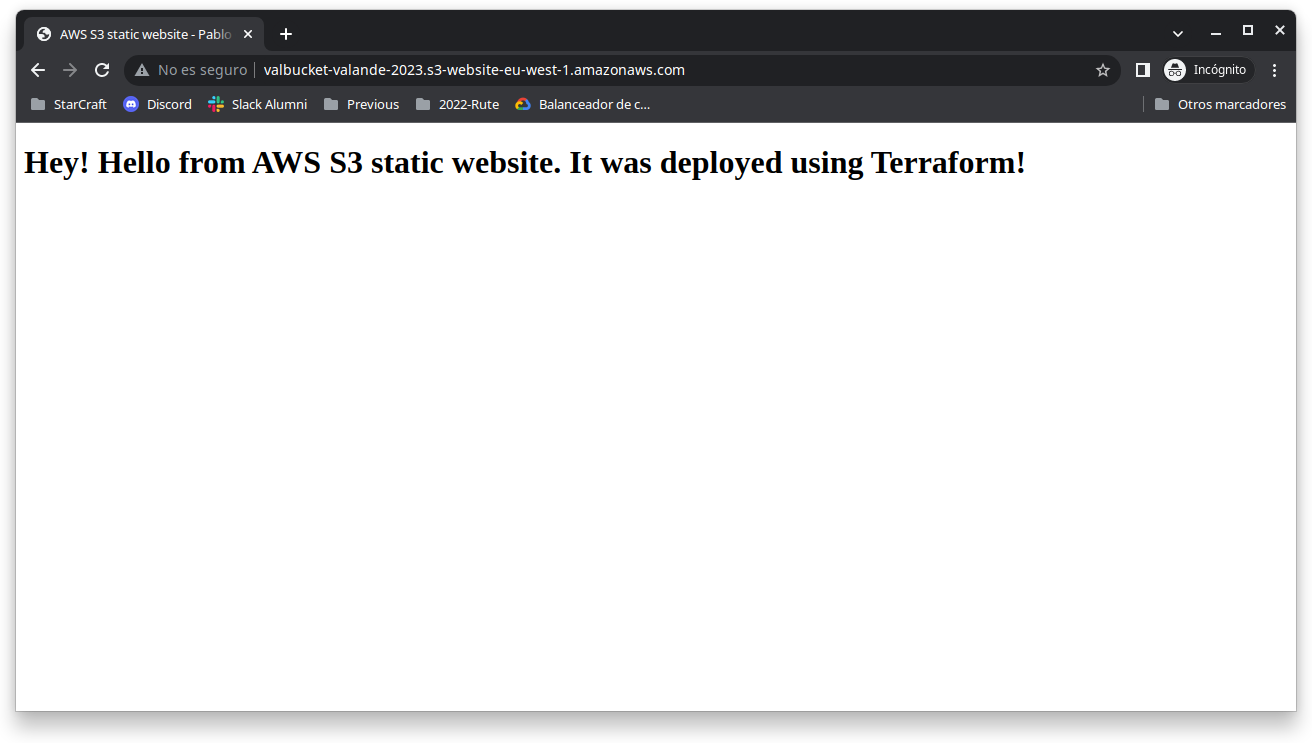 AWS S3 static website - Pablo
No es seguro valbucket-valande-2023.s3-website-eu-west-1.amazonaws.com Incógnito
StarCraft Discord Slack Alumni Previous 2022-Rute Balanceador de c... Otros marcadores
Hey! Hello from AWS S3 static website. It was deployed using Terraform!